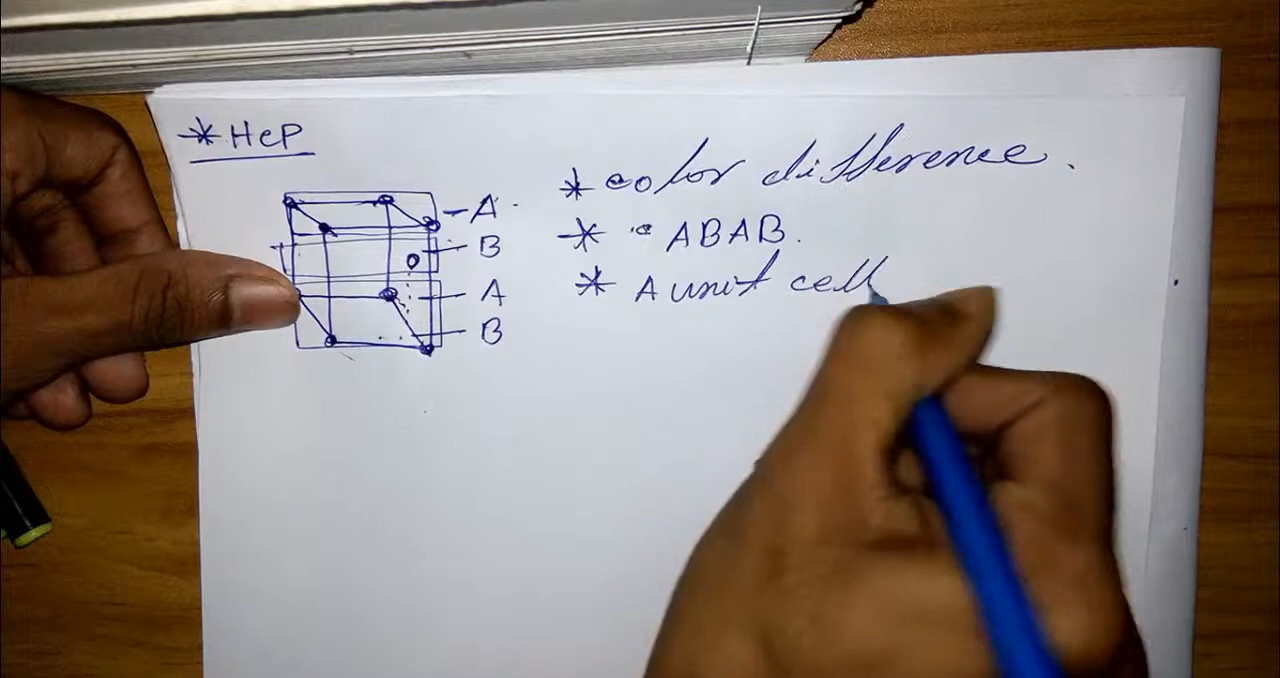 * HCP
A
B
A
B
* color difference.
* ABAB.
* A unit cell